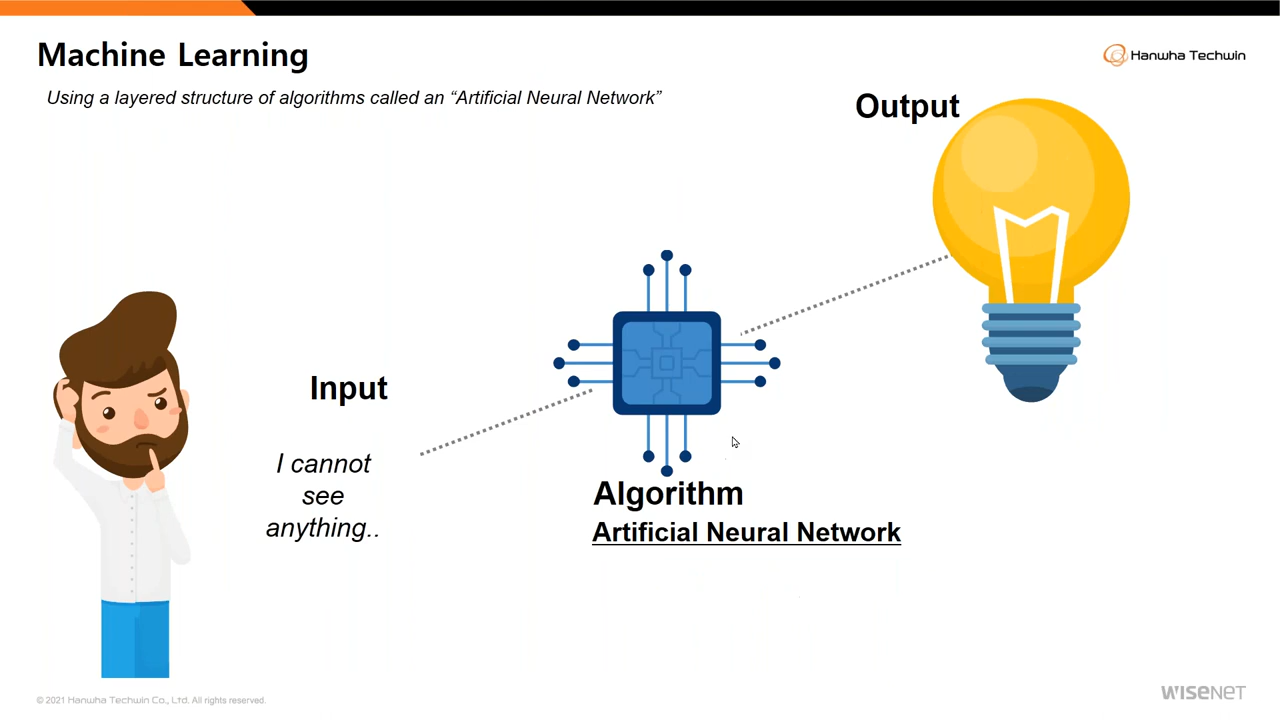 Machine Learning
Hanwha Techwin
Using a layered structure of algorithms called an “Artificial Neural Network”
Output
Input
I cannot
see
anything..
Algorithm
Artificial Neural Network
© 2021 Hanwha Techwin Co., Ltd. All rights reserved.
WISENET